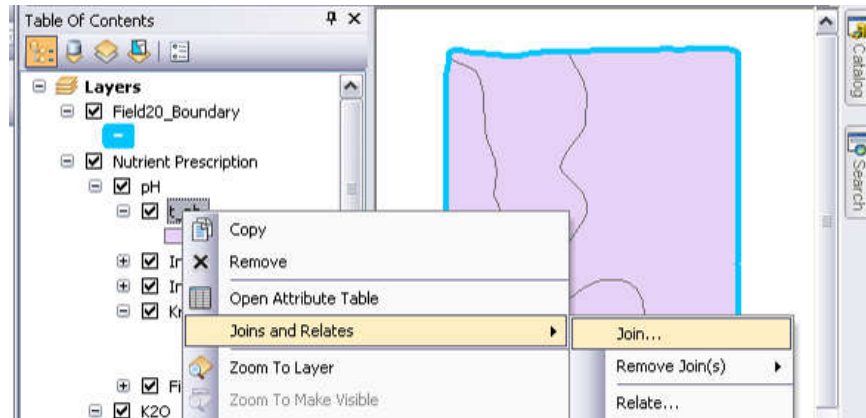 Table Of Contents
Layers
Field20_Boundary
Nutrient Prescription
pH
Copy
Remove
Open Attribute Table
Joins and Relates
Join...
Zoom To Layer
Remove Join(s)
Zoom To Make Visible
Relate...
K2O
Catalog
Search